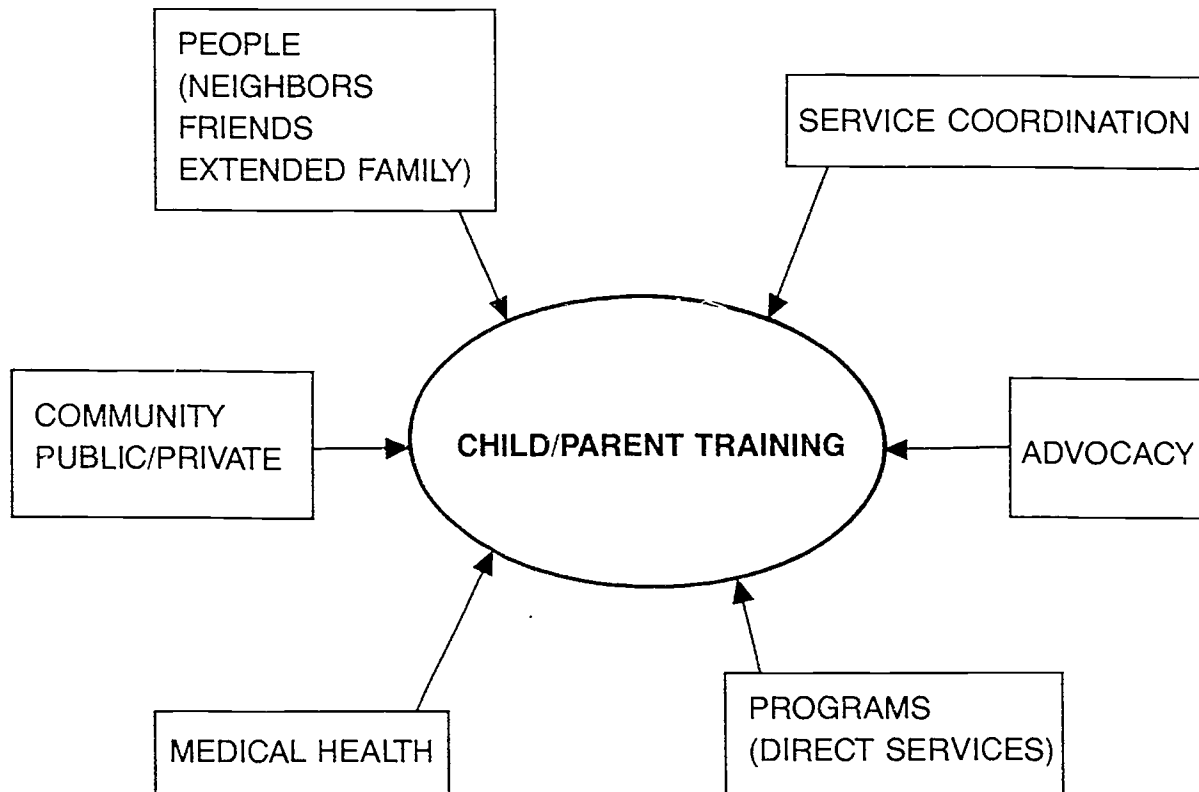 PEOPLE
(NEIGHBORS
FRIENDS
EXTENDED FAMILY)
SERVICE COORDINATION
COMMUNITY
PUBLIC/PRIVATE
CHILD/PARENT TRAINING
ADVOCACY
MEDICAL HEALTH
PROGRAMS
(DIRECT SERVICES)